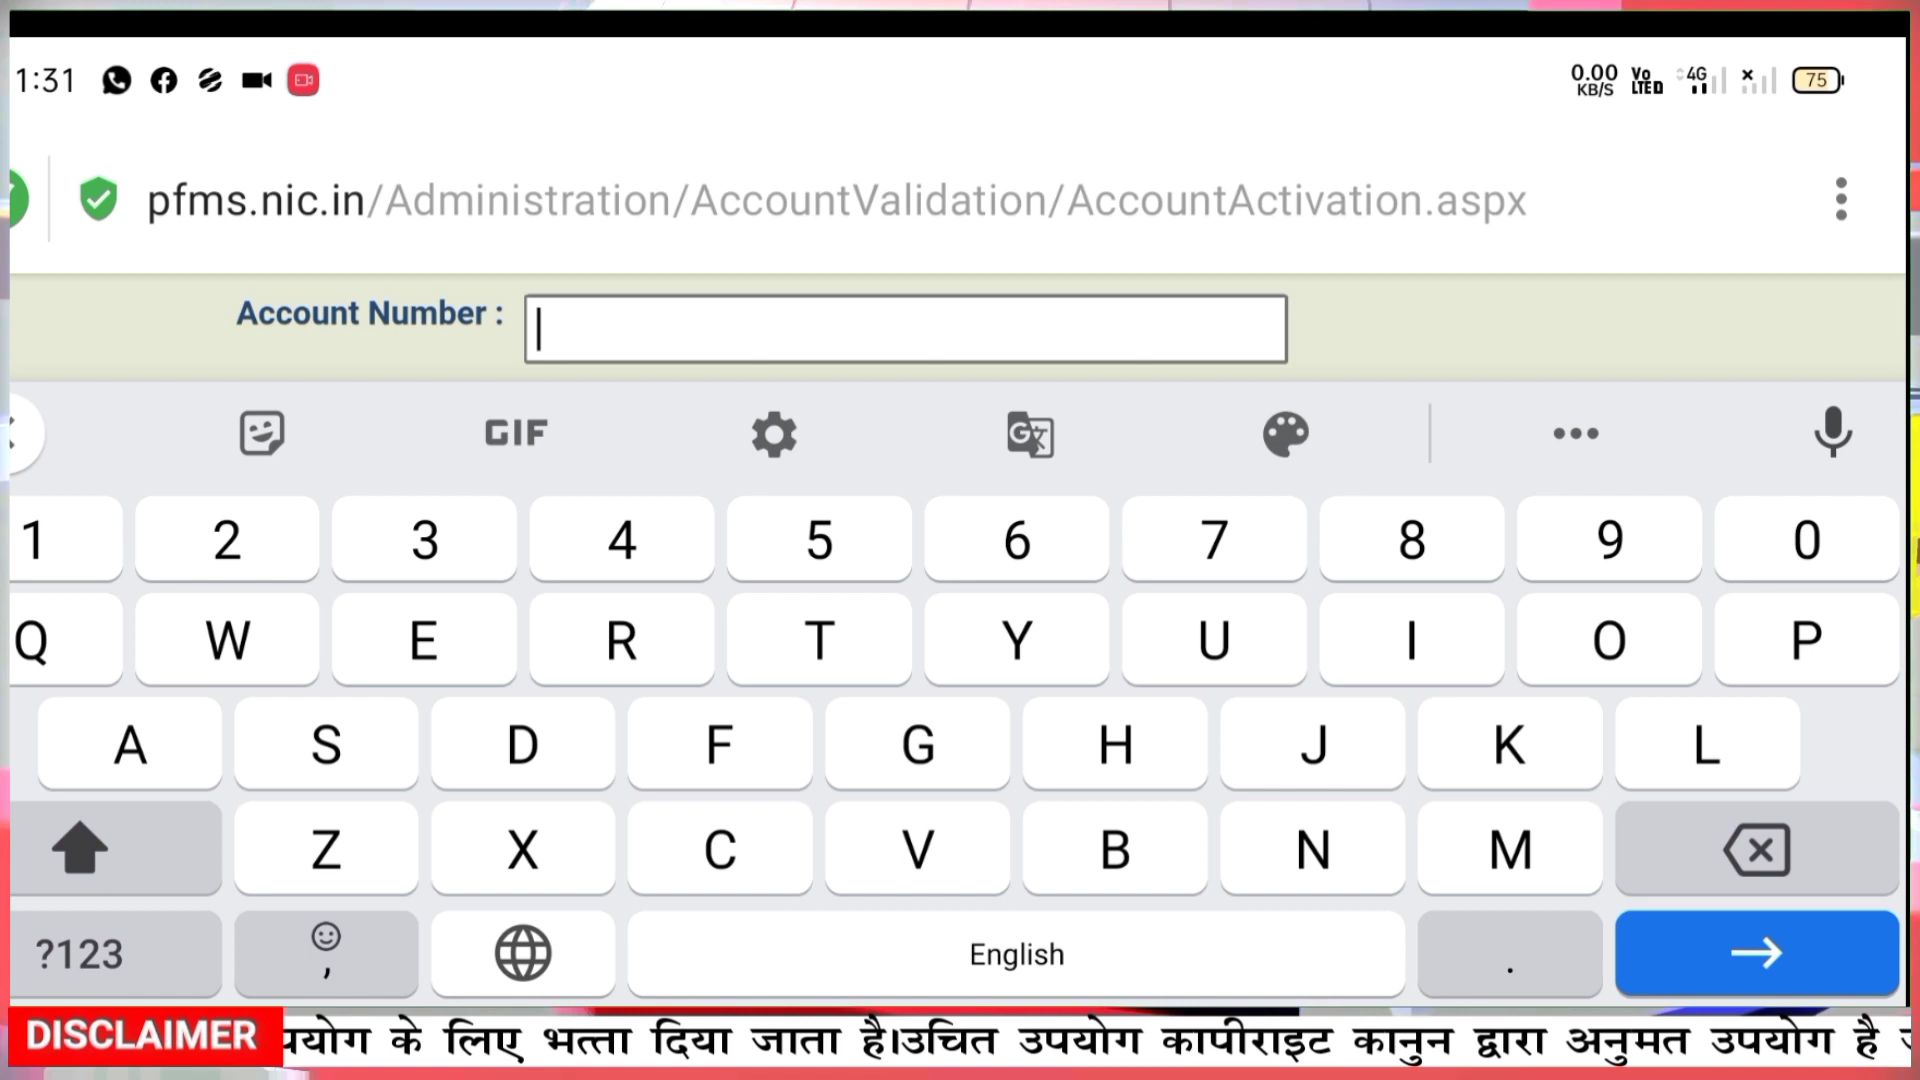 1:31 0.00 KB/S Vo LTED 4G 75
pfms.nic.in/Administration/AccountValidation/AccountActivation.aspx
Account Number :
GIF
1 2 3 4 5 6 7 8 9 0
Q W E R T Y U I O P
A S D F G H J K L
Z X C V B N M
?123 , English .
DISCLAIMER के लिए भत्ता दिया जाता है।उचित उपयोग कापीराइट कानुन द्वारा अनुमत उपयोग है